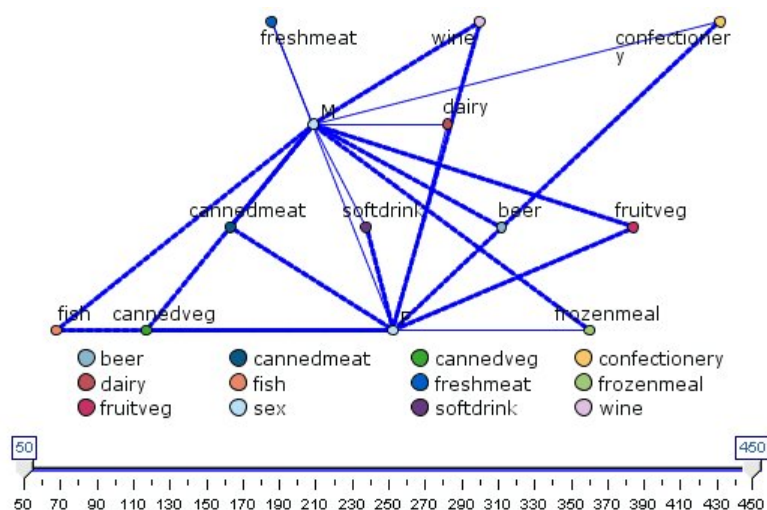 freshmeat
wine
confectioner
y
M
dairy
cannedmeat
softdrink
beer
fruitveg
fish
cannedveg
F
frozenmeal
beer cannedmeat cannedveg confectionery
dairy fish freshmeat frozenmeal
fruitveg sex softdrink wine
50 450
50 70 90 110 130 150 170 190 210 230 250 270 290 310 330 350 370 390 410 430 450